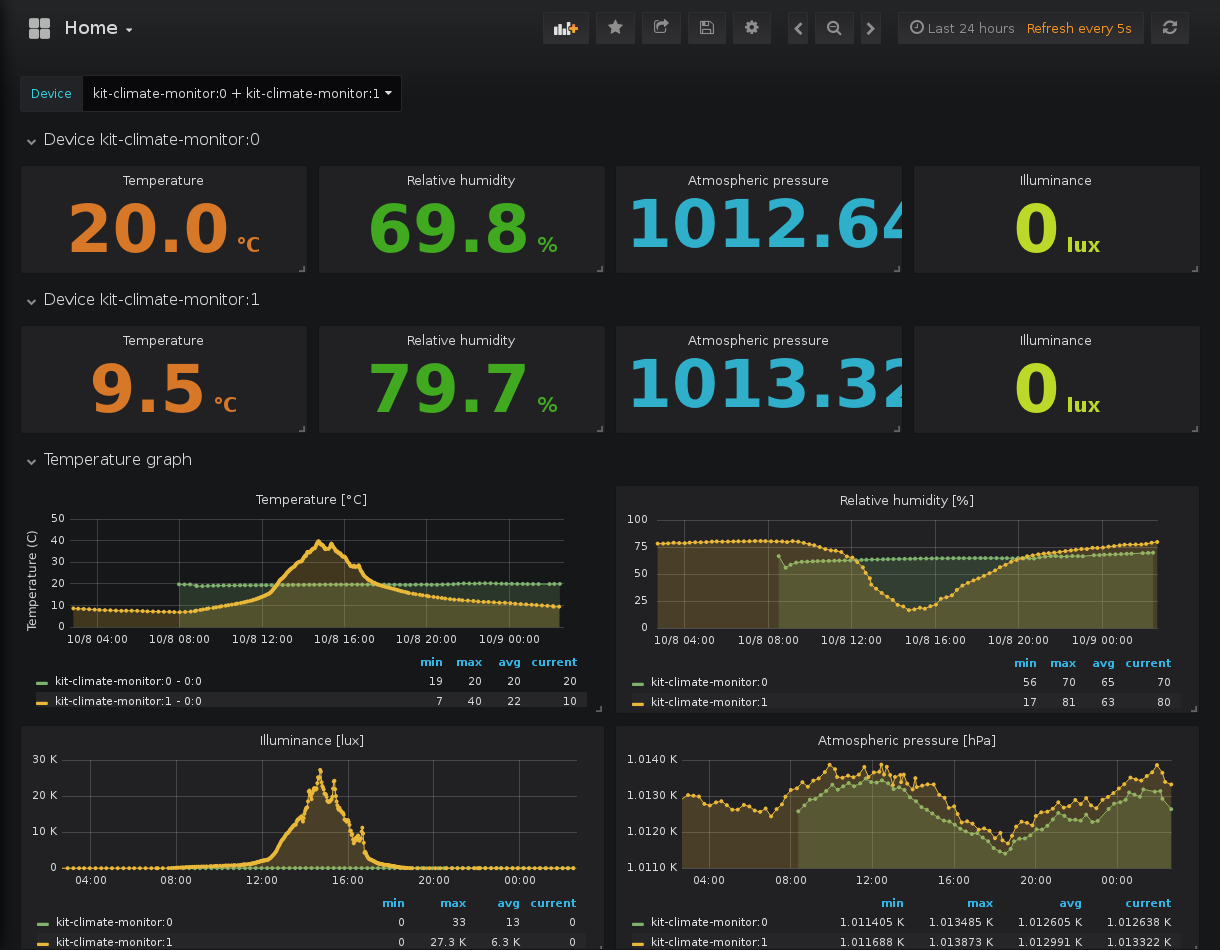 Home
Last 24 hours Refresh every 5s
Device kit-climate-monitor:0 + kit-climate-monitor:1
Device kit-climate-monitor:0
Temperature Relative humidity Atmospheric pressure Illuminance
20.0 °C 69.8 % 1012.64 0 lux
Device kit-climate-monitor:1
Temperature Relative humidity Atmospheric pressure Illuminance
9.5 °C 79.7 % 1013.32 0 lux
Temperature graph
Temperature [°C]
Temperature (C)
50
40
30
20
10
0
10/8 04:00 10/8 08:00 10/8 12:00 10/8 16:00 10/8 20:00 10/9 00:00
min max avg current
kit-climate-monitor:0 - 0:0 19 20 20 20
kit-climate-monitor:1 - 0:0 7 40 22 10
Relative humidity [%]
100
75
50
25
0
10/8 04:00 10/8 08:00 10/8 12:00 10/8 16:00 10/8 20:00 10/9 00:00
min max avg current
kit-climate-monitor:0 56 70 65 70
kit-climate-monitor:1 17 81 63 80
Illuminance [lux]
30 K
20 K
10 K
0
04:00 08:00 12:00 16:00 20:00 00:00
min max avg current
kit-climate-monitor:0 0 33 13 0
kit-climate-monitor:1 0 27.3 K 6.3 K 0
Atmospheric pressure [hPa]
1.0140 K
1.0130 K
1.0120 K
1.0110 K
04:00 08:00 12:00 16:00 20:00 00:00
min max avg current
kit-climate-monitor:0 1.011405 K 1.013485 K 1.012605 K 1.012638 K
kit-climate-monitor:1 1.011688 K 1.013873 K 1.012991 K 1.013322 K